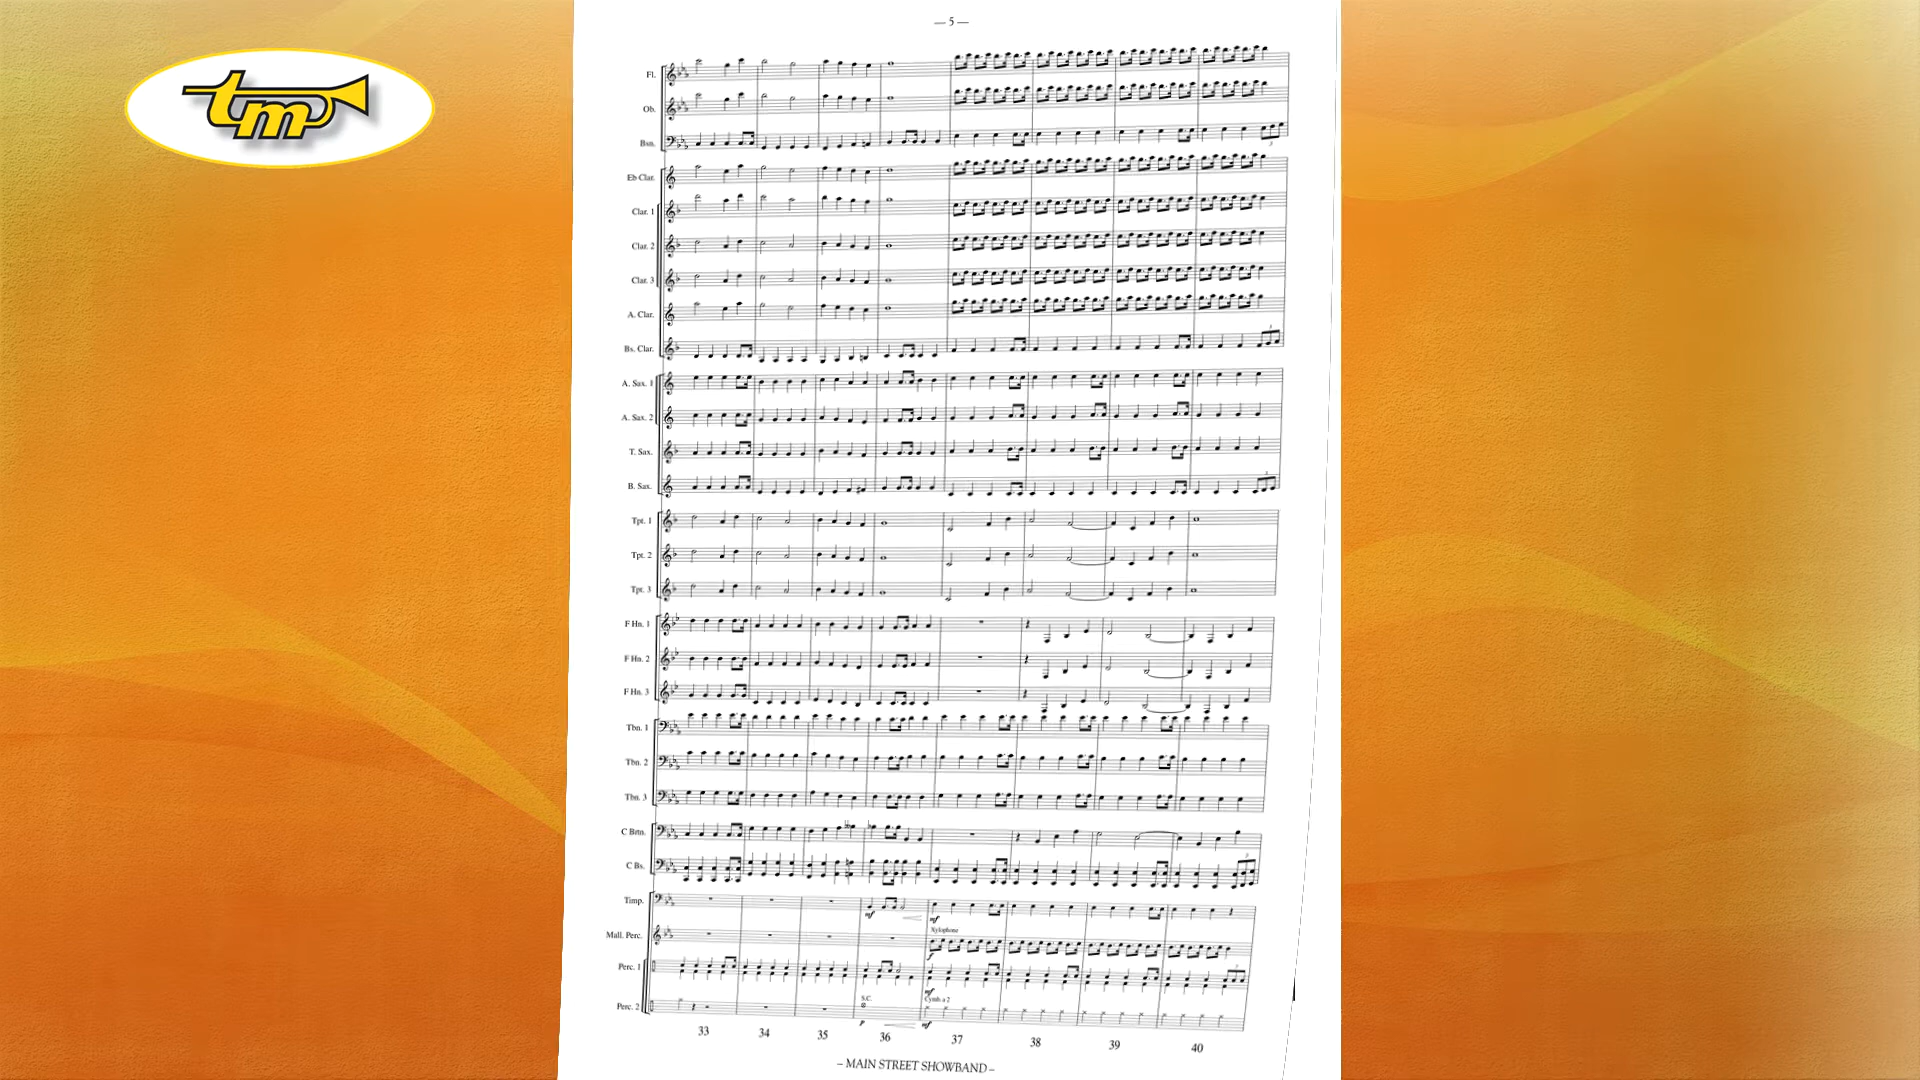 tm
— 5 —
Fl.
Ob.
Bsn.
Eb Clar.
Clar. 1
Clar. 2
Clar. 3
A. Clar.
Bs. Clar.
A. Sax. 1
A. Sax. 2
T. Sax.
B. Sax.
Tpt. 1
Tpt. 2
Tpt. 3
F Hn. 1
F Hn. 2
F Hn. 3
Tbn. 1
Tbn. 2
Tbn. 3
C Brtn.
C Bs.
Timp.
mf mf
Mall. Perc.
Xylophone
f
Perc. 1
mf
Perc. 2
S.C. Cymb. a 2
p mf
33 34 35 36 37 38 39 40
– MAIN STREET SHOWBAND –